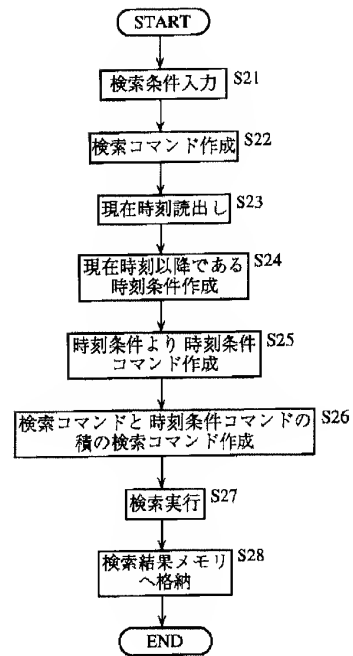 START
検索条件入力 S21
検索コマンド作成 S22
現在時刻読出し S23
現在時刻以降である S24
時刻条件作成
時刻条件より時刻条件 S25
コマンド作成
検索コマンドと時刻条件コマンドの S26
積の検索コマンド作成
検索実行 S27
検索結果メモリ S28
へ格納
END